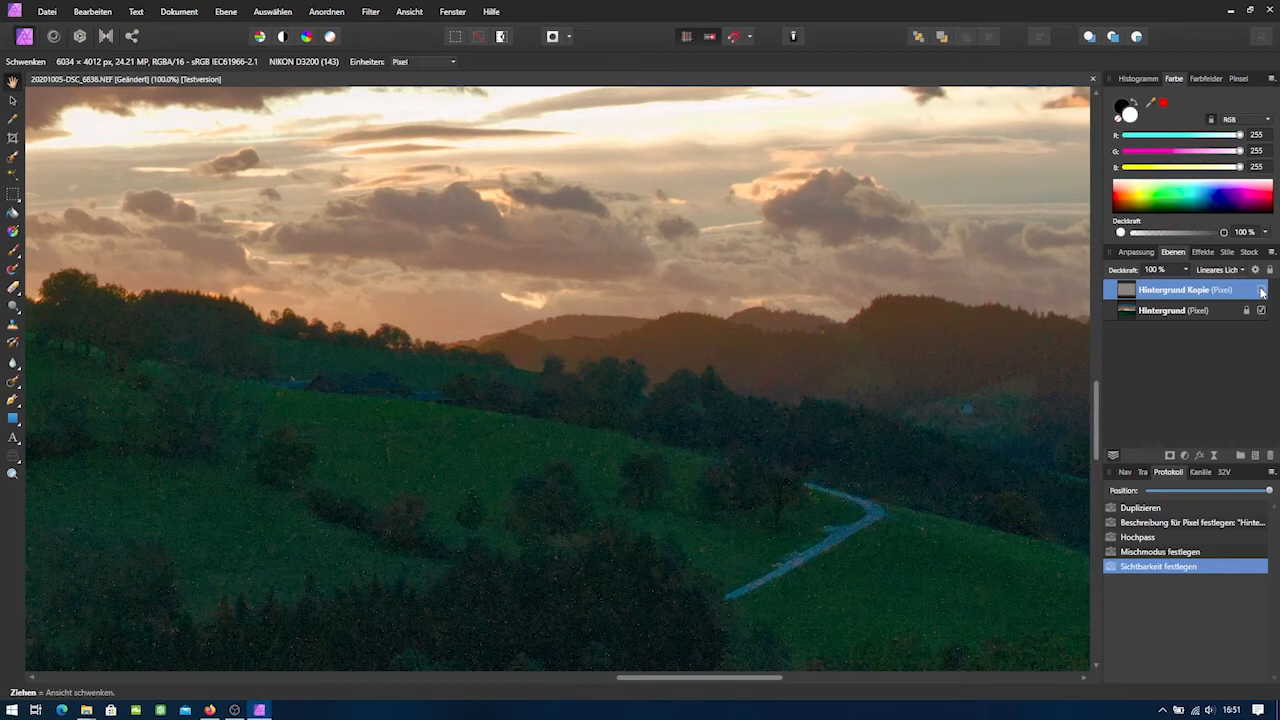 Datei Bearbeiten Text Dokument Ebene Auswählen Anordnen Filter Ansicht Fenster Hilfe
Schwenken 6034 × 4012 px, 24.21 MP, RGBA/16 - sRGB IEC61966-2.1 NIKON D3200 (143) Einheiten: Pixel
20201005-DSC_6638.NEF [Geändert] (100.0%) [Testversion]
Histogramm Farbe Farbfelder Pinsel
RGB
R: 255
G: 255
B: 255
Deckkraft
100 %
Anpassung Ebenen Effekte Stile Stock
Deckraft: 100 % Lineares Lich
Hintergrund Kopie (Pixel)
Hintergrund (Pixel)
Nav Tra Protokoll Kanäle 32V
Position:
Duplizieren
Beschreibung für Pixel festlegen: "Hinte...
Hochpass
Mischmodus festlegen
Sichtbarkeit festlegen
Ziehen = Ansicht schwenken.
16:51